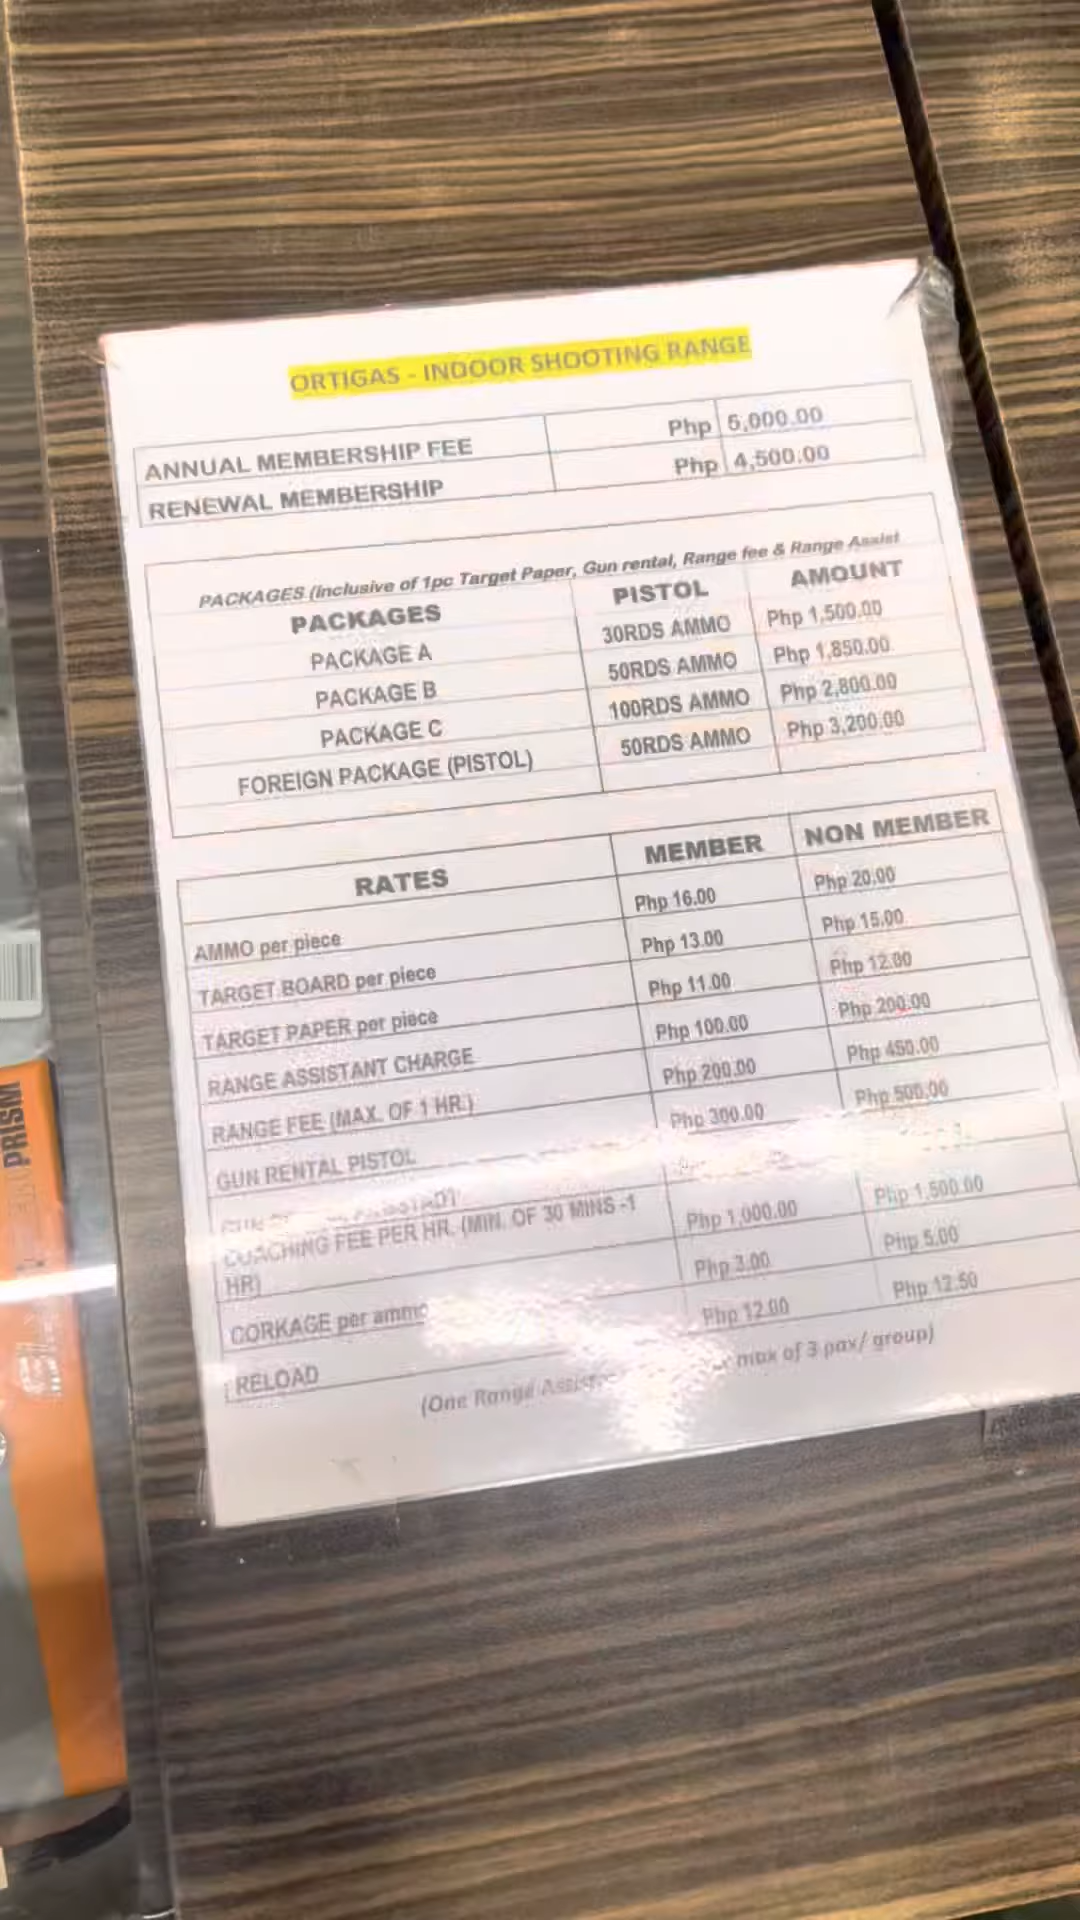 ORTIGAS - INDOOR SHOOTING RANGE
ANNUAL MEMBERSHIP FEE Php 5,000.00
RENEWAL MEMBERSHIP Php 4,500.00
PACKAGES (inclusive of 1pc Target Paper, Gun rental, Range fee & Range Assist
PACKAGES PISTOL AMOUNT
PACKAGE A 30RDS AMMO Php 1,500.00
PACKAGE B 50RDS AMMO Php 1,850.00
PACKAGE C 100RDS AMMO Php 2,800.00
FOREIGN PACKAGE (PISTOL) 50RDS AMMO Php 3,200.00
RATES MEMBER NON MEMBER
AMMO per piece Php 16.00 Php 20.00
TARGET BOARD per piece Php 13.00 Php 15.00
TARGET PAPER per piece Php 11.00 Php 12.00
RANGE ASSISTANT CHARGE Php 100.00 Php 200.00
RANGE FEE (MAX. OF 1 HR.) Php 200.00 Php 450.00
GUN RENTAL PISTOL Php 300.00 Php 500.00
COACHING FEE PER HR. (MIN. OF 30 MINS -1
HR) Php 1,000.00 Php 1,500.00
CORKAGE per ammo Php 3.00 Php 5.00
RELOAD Php 12.00 Php 12.50
(One Range max of 3 pax/ group)
PRISM